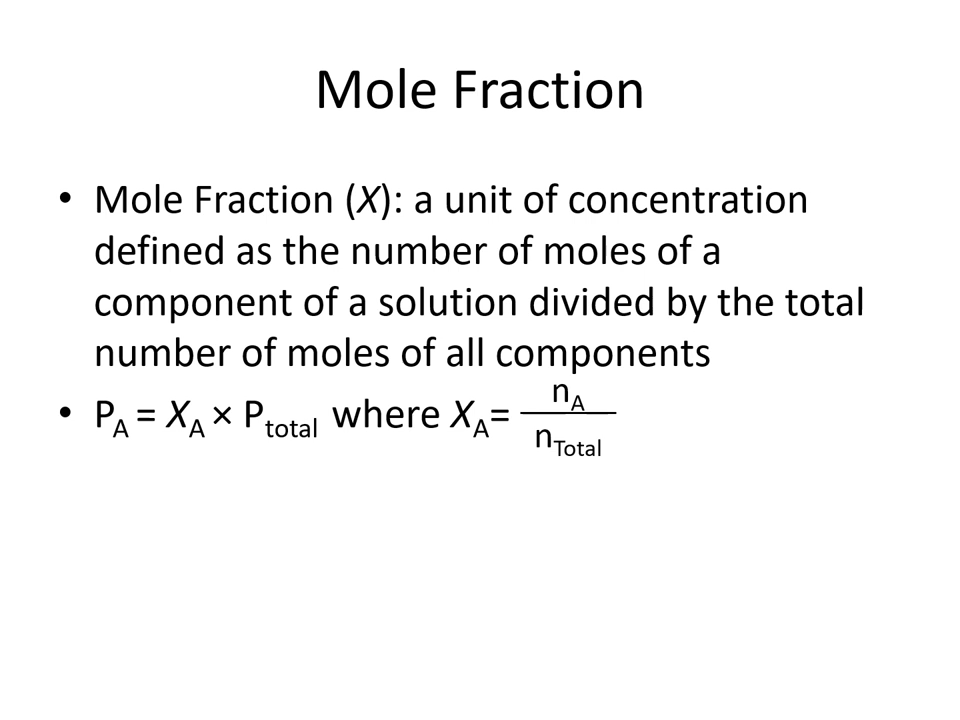 Mole Fraction
• Mole Fraction (X): a unit of concentration
defined as the number of moles of a
component of a solution divided by the total
number of moles of all components
• P_A = X_A × P_total where X_A= n_A / n_Total